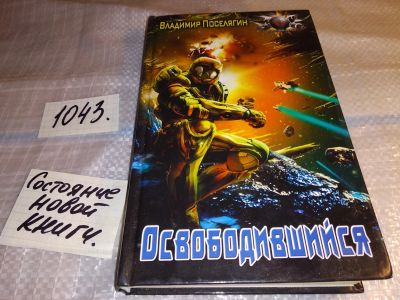 Владимир Поселягин
1043.
Состояние
новой
книги.
Освободившийся